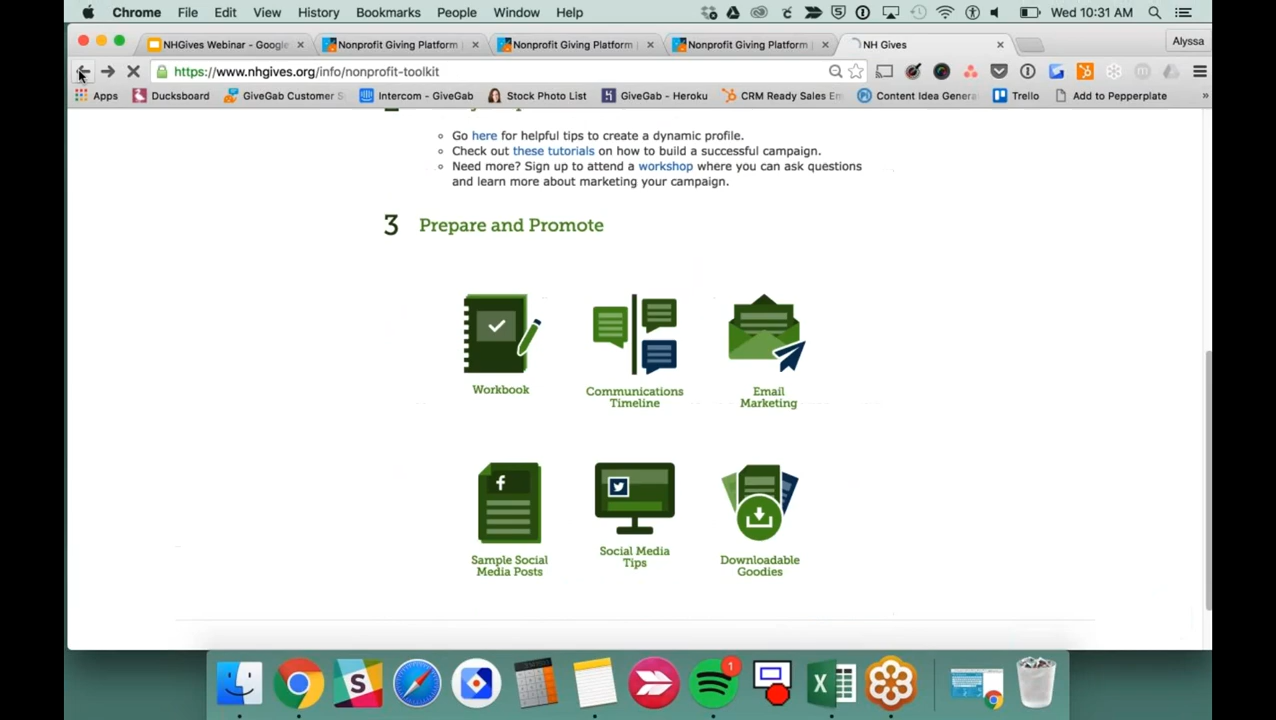 Chrome File Edit View History Bookmarks People Window Help Wed 10:31 AM
NHGives Webinar - Google Nonprofit Giving Platform Nonprofit Giving Platform Nonprofit Giving Platform NH Gives Alyssa
https://www.nhgives.org/info/nonprofit-toolkit
Apps Ducksboard GiveGab Customer S Intercom - GiveGab Stock Photo List GiveGab - Heroku CRM Ready Sales Em Content Idea Genera Trello Add to Pepperplate »
Go here for helpful tips to create a dynamic profile.
Check out these tutorials on how to build a successful campaign.
Need more? Sign up to attend a workshop where you can ask questions
and learn more about marketing your campaign.
3 Prepare and Promote
Workbook
Communications
Timeline
Email
Marketing
Sample Social
Media Posts
Social Media
Tips
Downloadable
Goodies
1